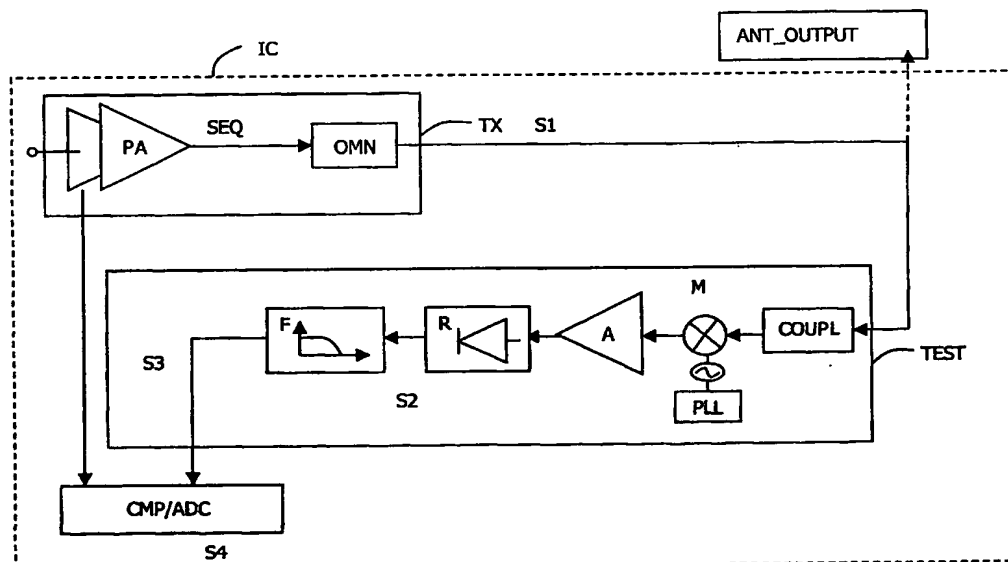 IC
ANT_OUTPUT
PA
SEQ
OMN
TX
S1
M
F
R
A
COUPL
TEST
S3
S2
PLL
CMP/ADC
S4